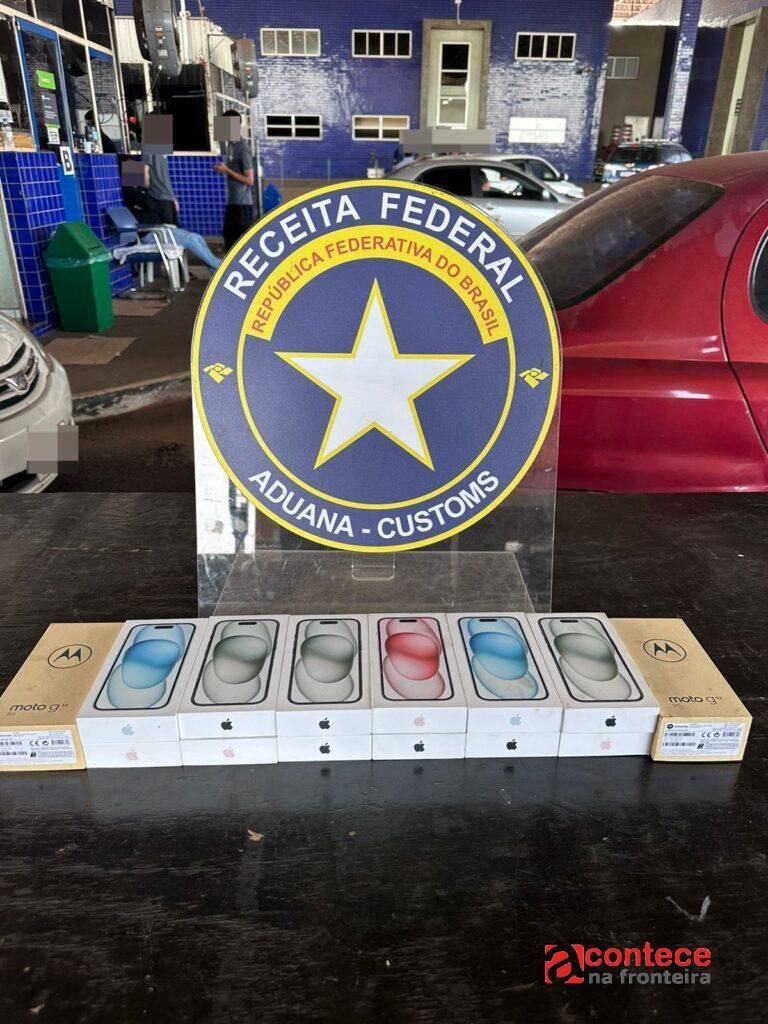 B
RECEITA FEDERAL
REPÚBLICA FEDERATIVA DO BRASIL
ADUANA - CUSTOMS
moto g
moto g
acontece
na fronteira